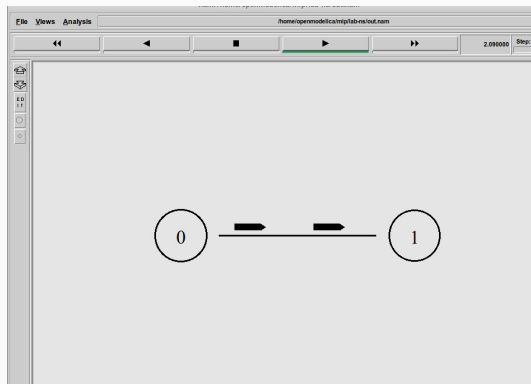 File Views Analysis /home/openmodelica/mip/lab-ns/out.nam
2.090000 Step:
E D
I T
0 1